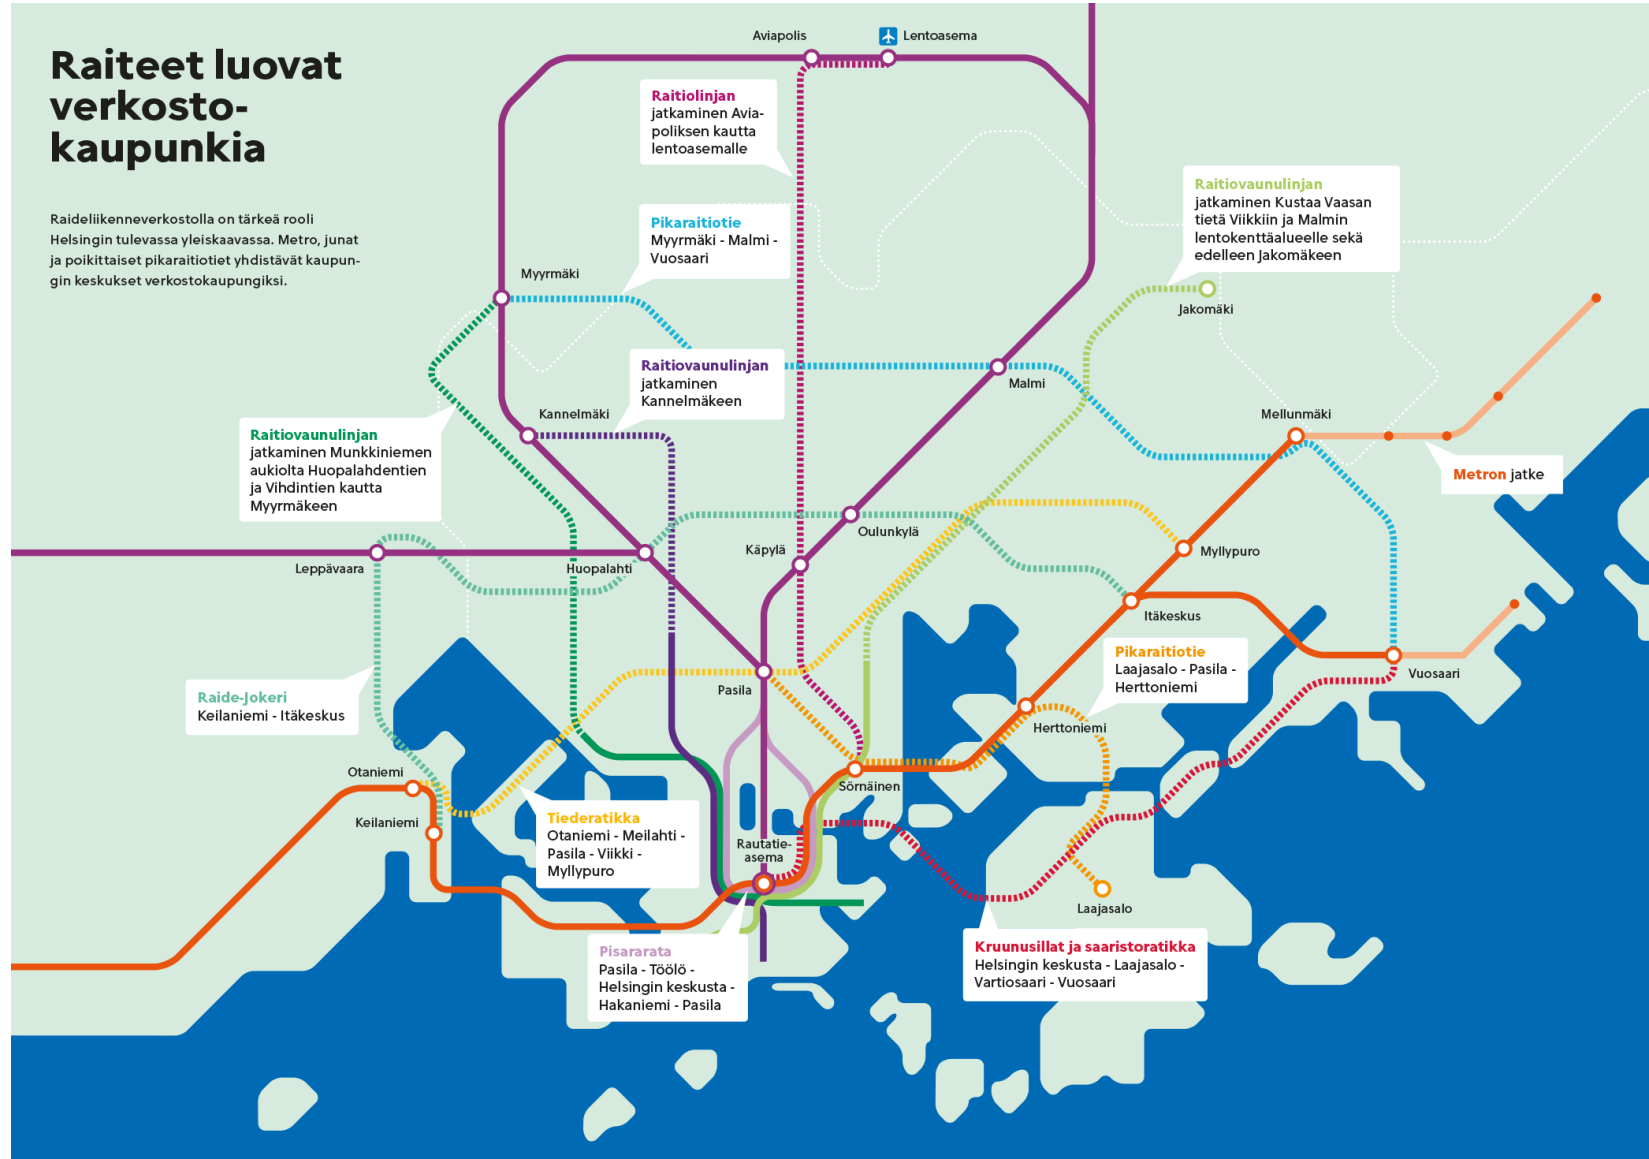 Raiteet luovat
verkosto-
kaupunkia
Raideliikenneverkostolla on tärkeä rooli
Helsingin tulevassa yleiskaavassa. Metro, junat
ja poikittaiset pikaraitiotiet yhdistävät kaupun-
gin keskukset verkostokaupungiksi.
Aviapolis
Lentoasema
Raitiolinjan
jatkaminen Avia-
poliksen kautta
lentoasemalle
Raitiovaunulinjan
jatkaminen Kustaa Vaasan
tietä Viikkiin ja Malmin
lentokenttäalueelle sekä
edelleen Jakomäkeen
Pikaraitiotie
Myyrmäki - Malmi -
Vuosaari
Myyrmäki
Jakomäki
Raitiovaunulinjan
jatkaminen
Kannelmäkeen
Malmi
Kannelmäki
Mellunmäki
Raitiovaunulinjan
jatkaminen Munkkiniemen
aukiolta Huopalahdentien
ja Vihdintien kautta
Myyrmäkeen
Metron jatke
Oulunkylä
Käpylä
Myllypuro
Leppävaara
Huopalahti
Itäkeskus
Pikaraitiotie
Laajasalo - Pasila -
Herttoniemi
Vuosaari
Pasila
Raide-Jokeri
Keilaniemi - Itäkeskus
Herttoniemi
Otaniemi
Sörnäinen
Keilaniemi
Tiederatikka
Otaniemi - Meilahti -
Pasila - Viikki -
Myllypuro
Rautatie-
asema
Laajasalo
Pisararata
Pasila - Töölö -
Helsingin keskusta -
Hakaniemi - Pasila
Kruunusillat ja saaristoratikka
Helsingin keskusta - Laajasalo -
Vartiosaari - Vuosaari